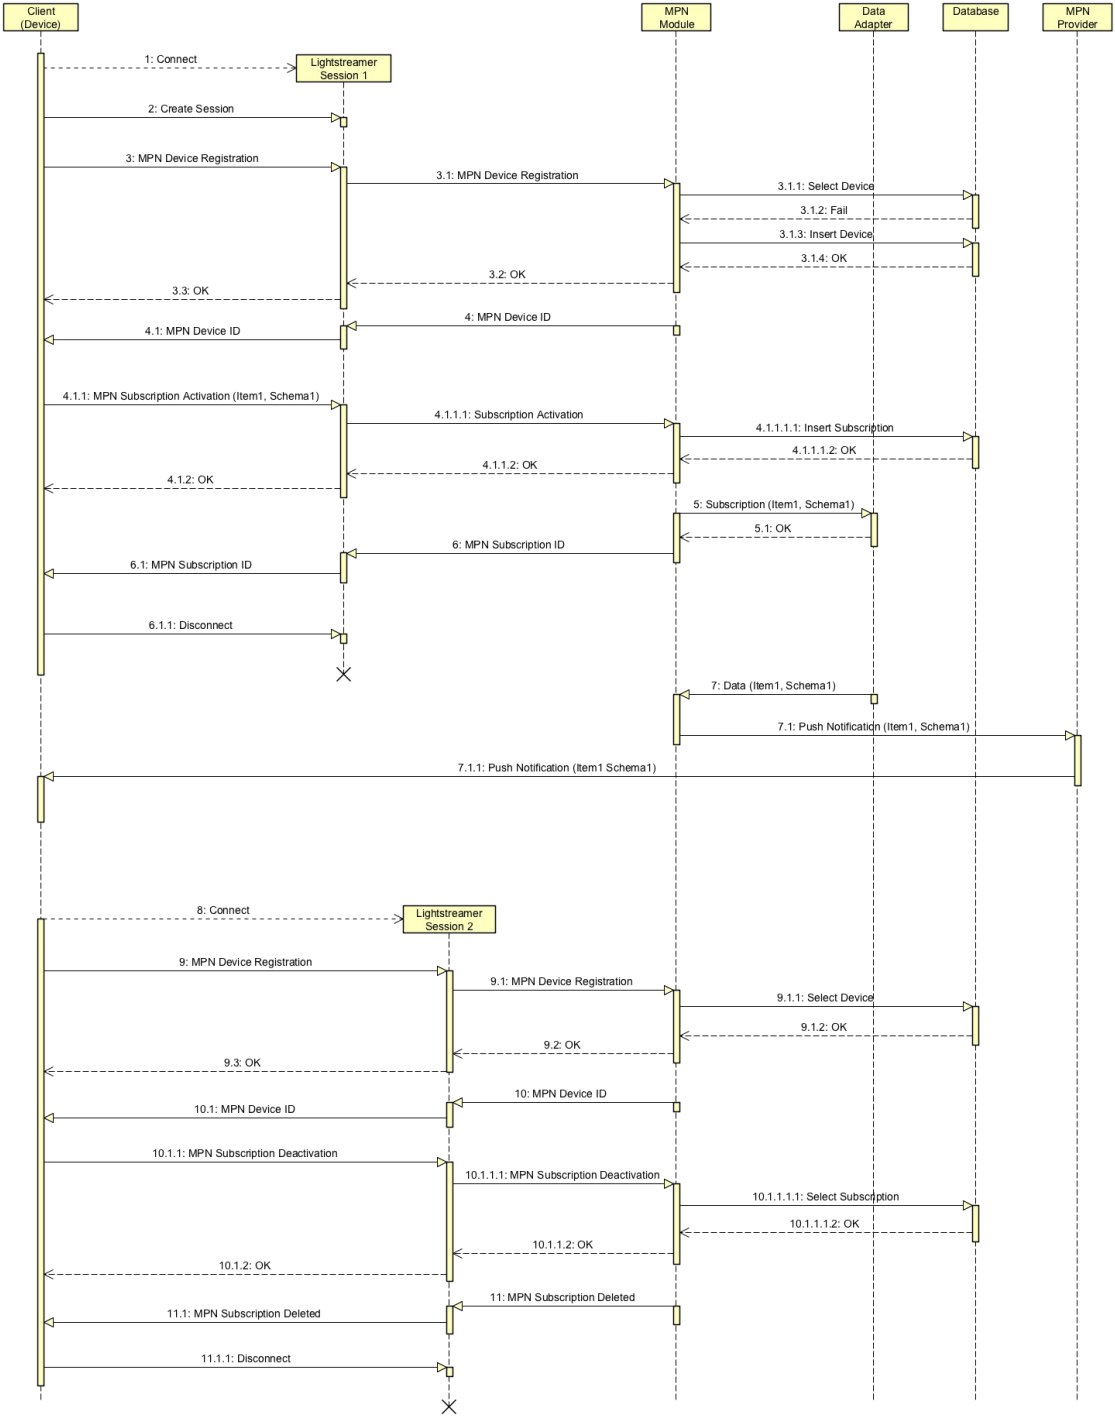 Client
(Device)
MPN
Module
Data
Adapter
Database
MPN
Provider
1: Connect
Lightstreamer
Session 1
2: Create Session
3: MPN Device Registration
3.1: MPN Device Registration
3.1.1: Select Device
3.1.2: Fail
3.1.3: Insert Device
3.1.4: OK
3.2: OK
3.3: OK
4: MPN Device ID
4.1: MPN Device ID
4.1.1: MPN Subscription Activation (Item1, Schema1)
4.1.1.1: Subscription Activation
4.1.1.1.1: Insert Subscription
4.1.1.1.2: OK
4.1.1.2: OK
4.1.2: OK
5: Subscription (Item1, Schema1)
5.1: OK
6: MPN Subscription ID
6.1: MPN Subscription ID
6.1.1: Disconnect
7: Data (Item1, Schema1)
7.1: Push Notification (Item1, Schema1)
7.1.1: Push Notification (Item1 Schema1)
8: Connect
Lightstreamer
Session 2
9: MPN Device Registration
9.1: MPN Device Registration
9.1.1: Select Device
9.1.2: OK
9.2: OK
9.3: OK
10: MPN Device ID
10.1: MPN Device ID
10.1.1: MPN Subscription Deactivation
10.1.1.1: MPN Subscription Deactivation
10.1.1.1.1: Select Subscription
10.1.1.1.2: OK
10.1.1.2: OK
10.1.2: OK
11: MPN Subscription Deleted
11.1: MPN Subscription Deleted
11.1.1: Disconnect